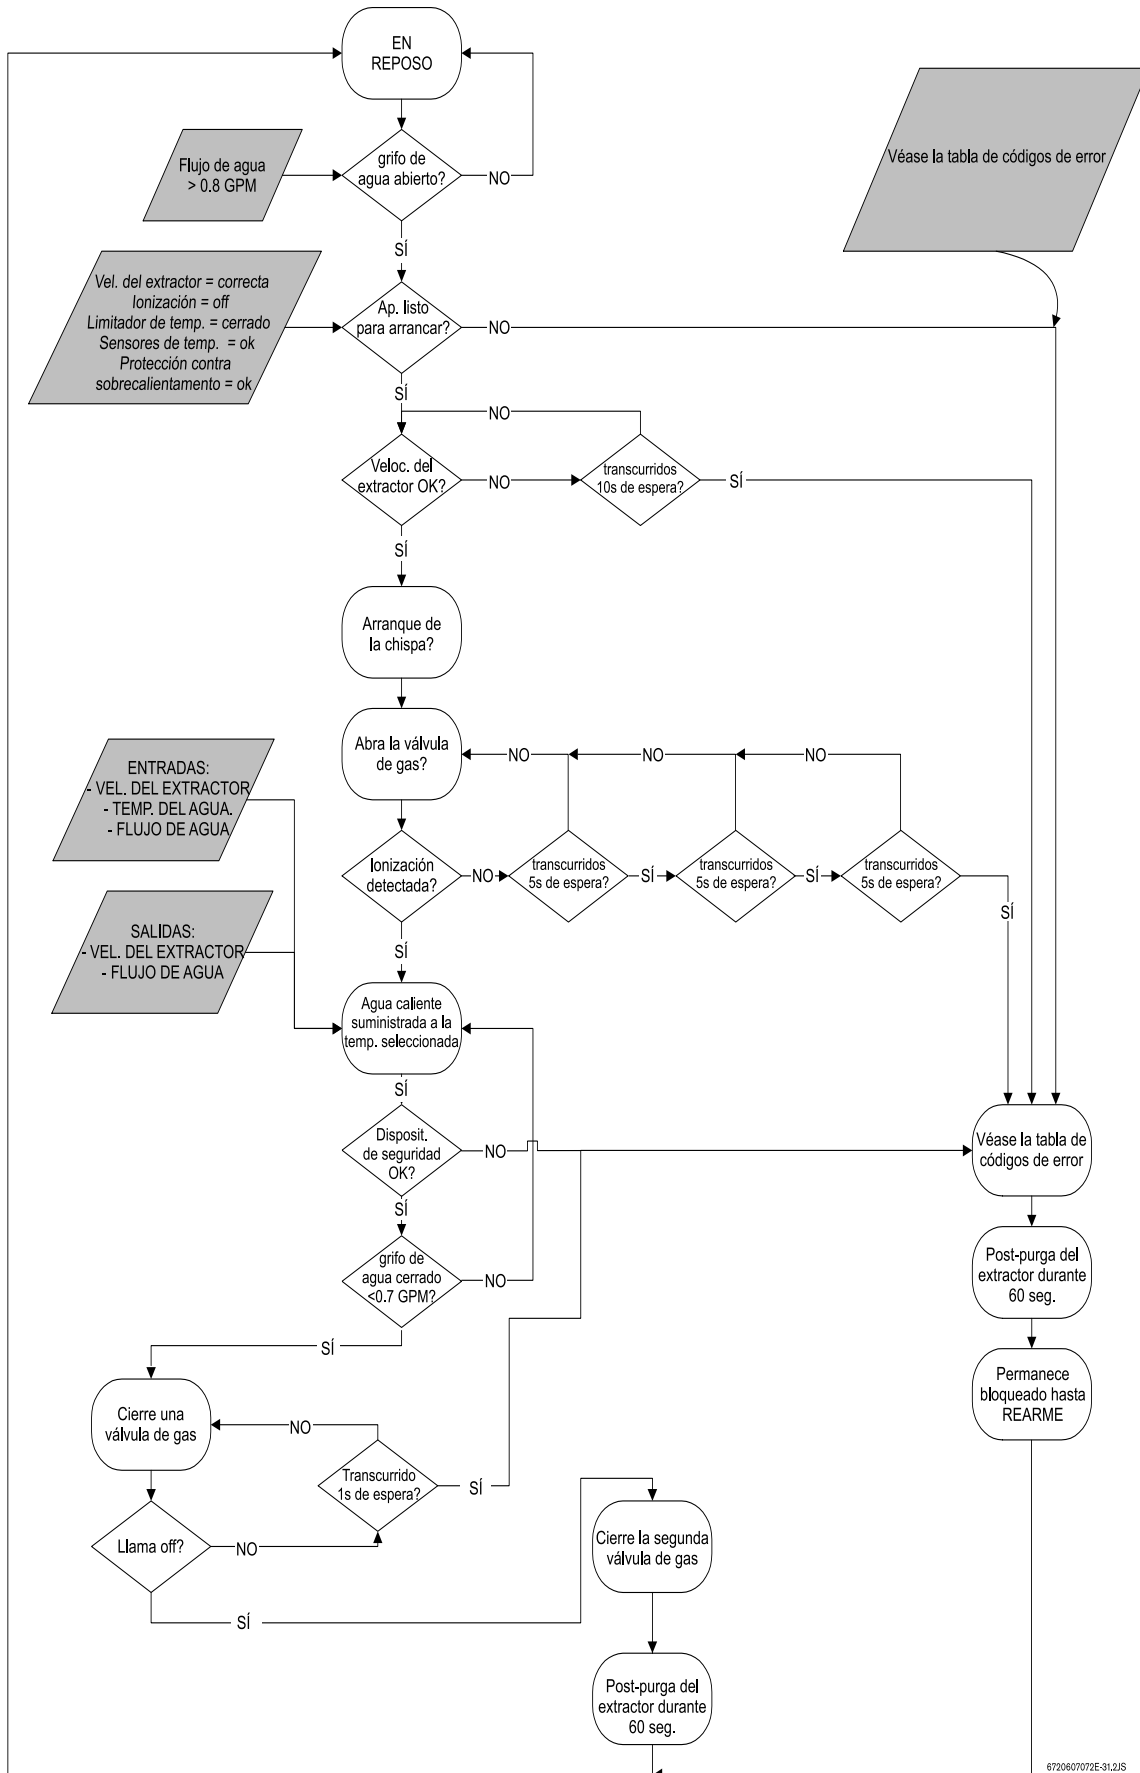 EN
REPOSO
Flujo de agua
> 0.8 GPM
grifo de
agua abierto?
NO
Véase la tabla de códigos de error
SÍ
Vel. del extractor = correcta
Ionización = off
Limitador de temp. = cerrado
Sensores de temp. = ok
Protección contra
sobrecalientamento = ok
Ap. listo
para arrancar?
NO
SÍ
NO
Veloc. del
extractor OK?
NO
transcurridos
10s de espera?
SÍ
SÍ
Arranque de
la chispa?
Abra la válvula
de gas?
NO
NO
NO
ENTRADAS:
- VEL. DEL EXTRACTOR
- TEMP. DEL AGUA.
- FLUJO DE AGUA
Ionización
detectada?
NO
transcurridos
5s de espera?
SÍ
transcurridos
5s de espera?
SÍ
transcurridos
5s de espera?
SÍ
SALIDAS:
- VEL. DEL EXTRACTOR
- FLUJO DE AGUA
SÍ
Agua caliente
suministrada a la
temp. seleccionada
SÍ
Disposit.
de seguridad
OK?
NO
Véase la tabla de
códigos de error
SÍ
grifo de
agua cerrado
<0.7 GPM?
NO
Post-purga del
extractor durante
60 seg.
SÍ
Cierre una
válvula de gas
NO
Permanece
bloqueado hasta
REARME
Transcurrido
1s de espera?
SÍ
Llama off?
NO
Cierre la segunda
válvula de gas
SÍ
Post-purga del
extractor durante
60 seg.
6720607072E-31.2JS